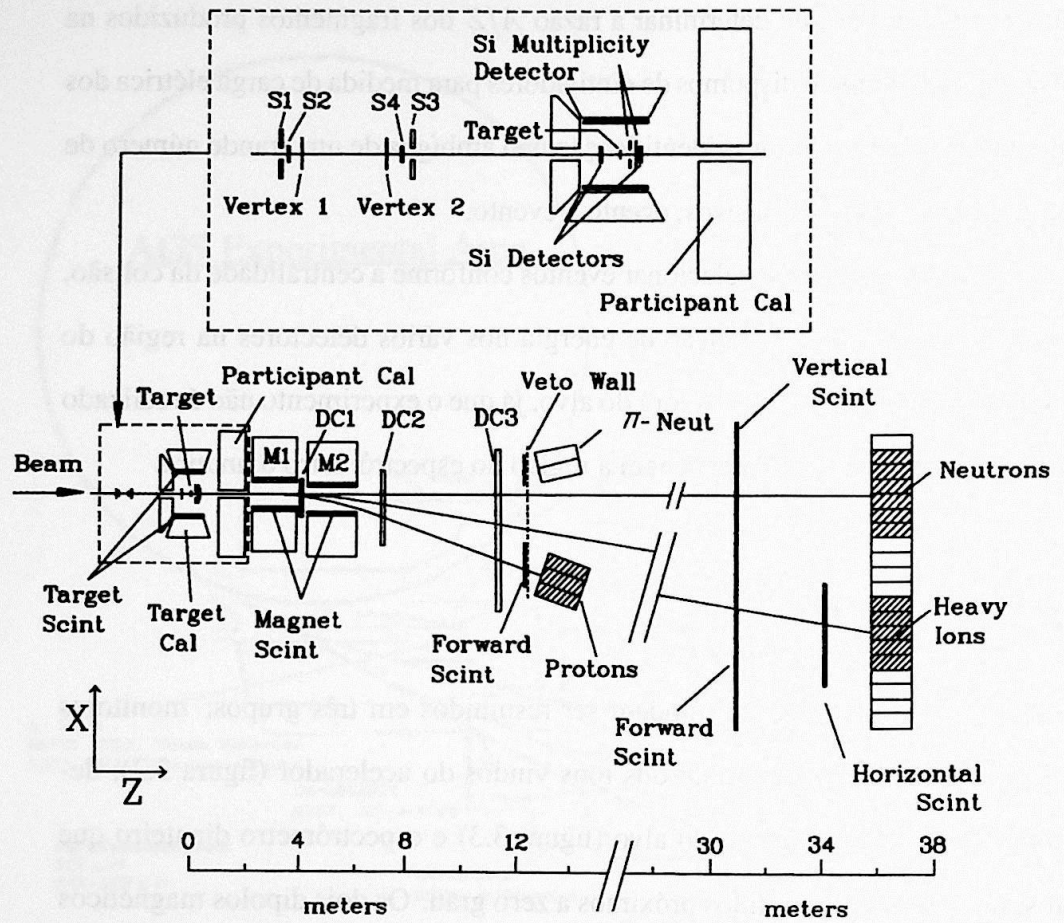 Si Multiplicity
Detector
S1 S2 S4 S3
Target
Vertex 1 Vertex 2
Si Detectors
Participant Cal
Participant Cal
Target
DC1
DC2
DC3
Veto Wall
π- Neut
Vertical
Scint
Beam
M1 M2
Neutrons
Target
Scint
Target
Cal
Magnet
Scint
Forward
Scint
Protons
Heavy
Ions
Forward
Scint
Horizontal
Scint
X
Z
0 4 8 12 30 34 38
meters meters